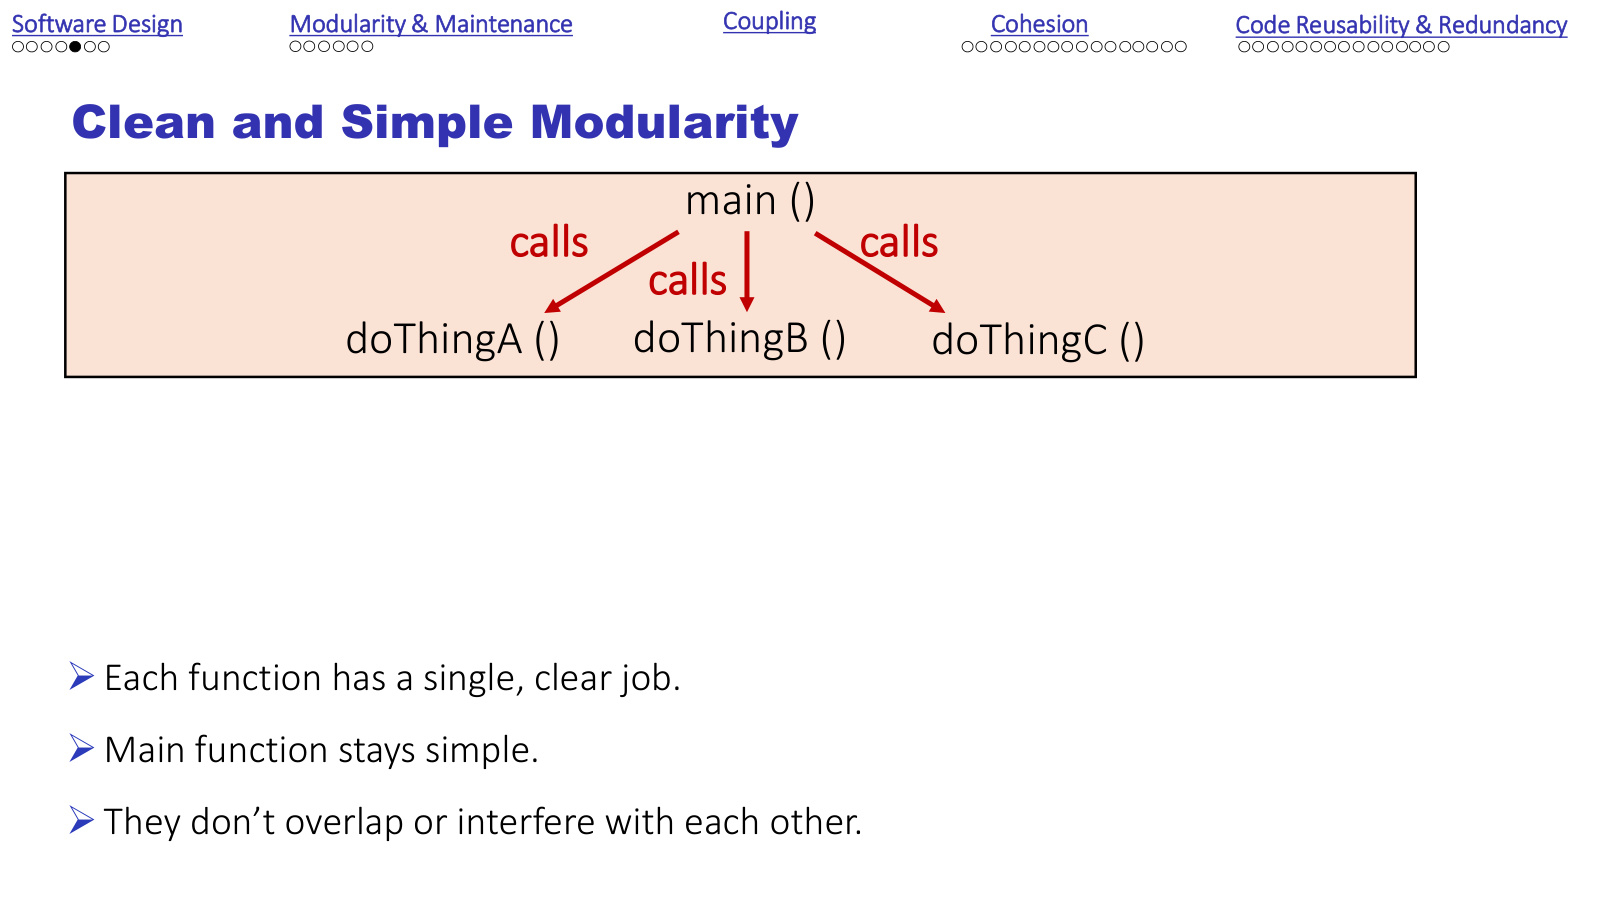 Software Design
Modularity & Maintenance
Coupling
Cohesion
Code Reusability & Redundancy
Clean and Simple Modularity
main ()
calls
calls
calls
doThingA ()
doThingB ()
doThingC ()
Each function has a single, clear job.
Main function stays simple.
They don’t overlap or interfere with each other.